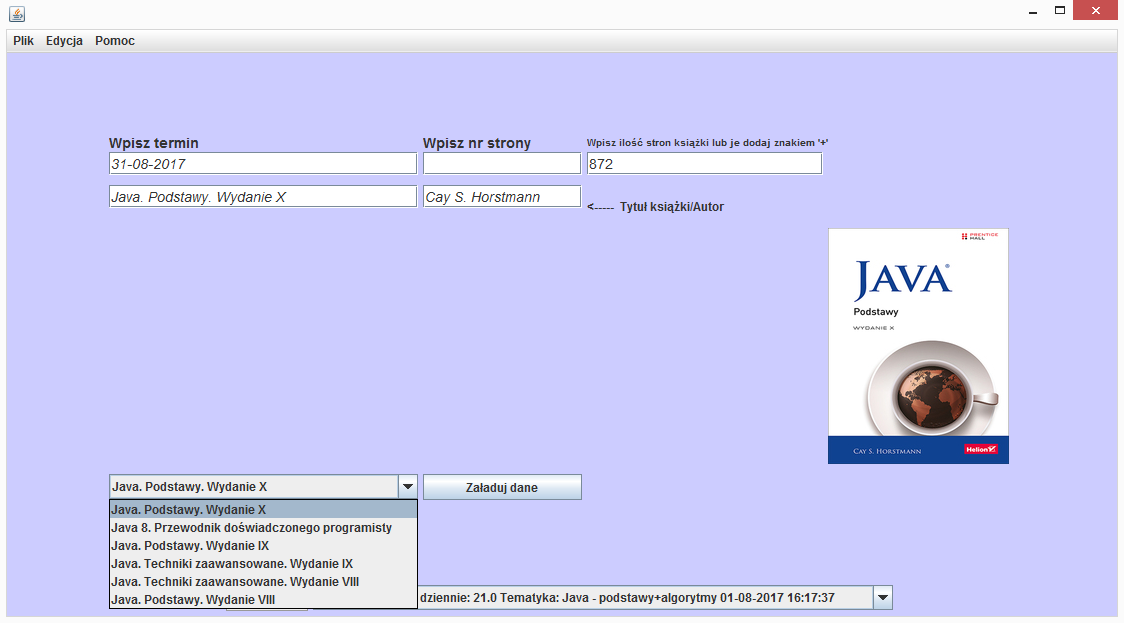 Plik Edycja Pomoc
Wpisz termin Wpisz nr strony Wpisz ilość stron książki lub je dodaj znakiem '+'
31-08-2017 872
Java. Podstawy. Wydanie X Cay S. Horstmann <----- Tytuł książki/Autor
PRENTICE
HALL
JAVA®
Podstawy
WYDANIE X
CAY S. HORSTMANN Helion
Java. Podstawy. Wydanie X Załaduj dane
Java. Podstawy. Wydanie X
Java 8. Przewodnik doświadczonego programisty
Java. Podstawy. Wydanie IX
Java. Techniki zaawansowane. Wydanie IX
Java. Techniki zaawansowane. Wydanie VIII
Java. Podstawy. Wydanie VIII
dziennie: 21.0 Tematyka: Java - podstawy+algorytmy 01-08-2017 16:17:37